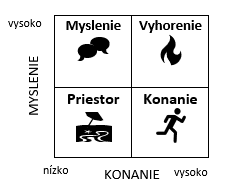 vysoko
Myslenie Vyhorenie
MYSLENIE
Priestor Konanie
nízko KONANIE vysoko